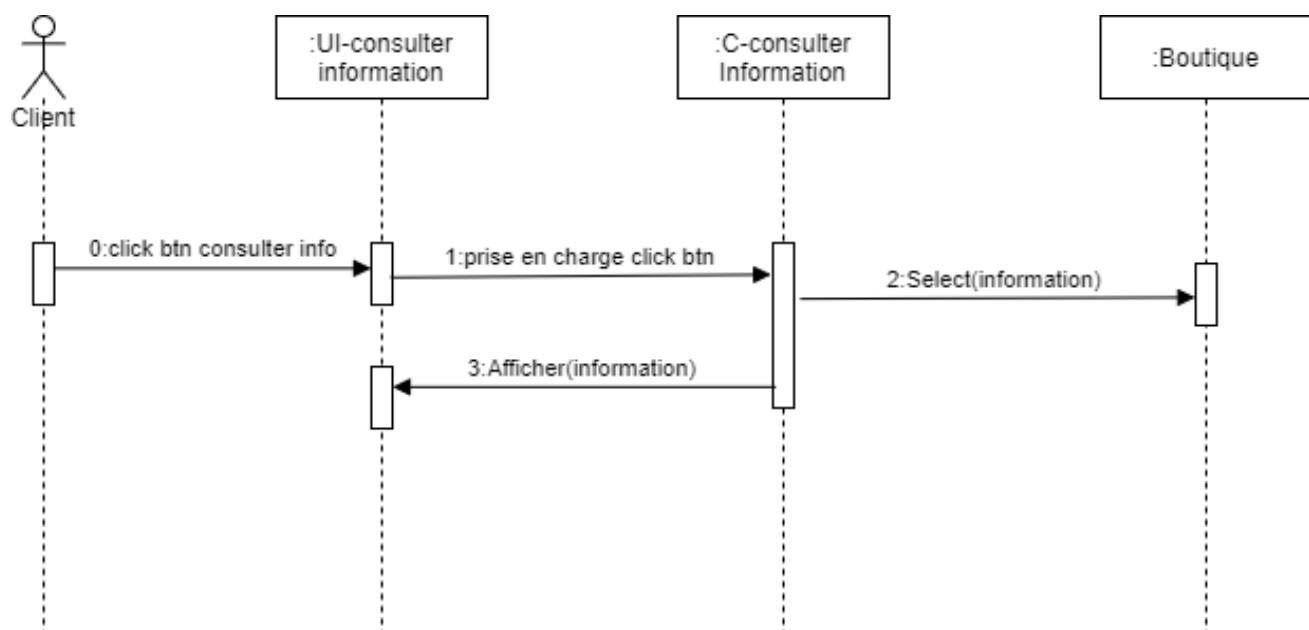 :UI-consulter
information
:C-consulter
Information
:Boutique
Client
0:click btn consulter info
1:prise en charge click btn
2:Select(information)
3:Afficher(information)